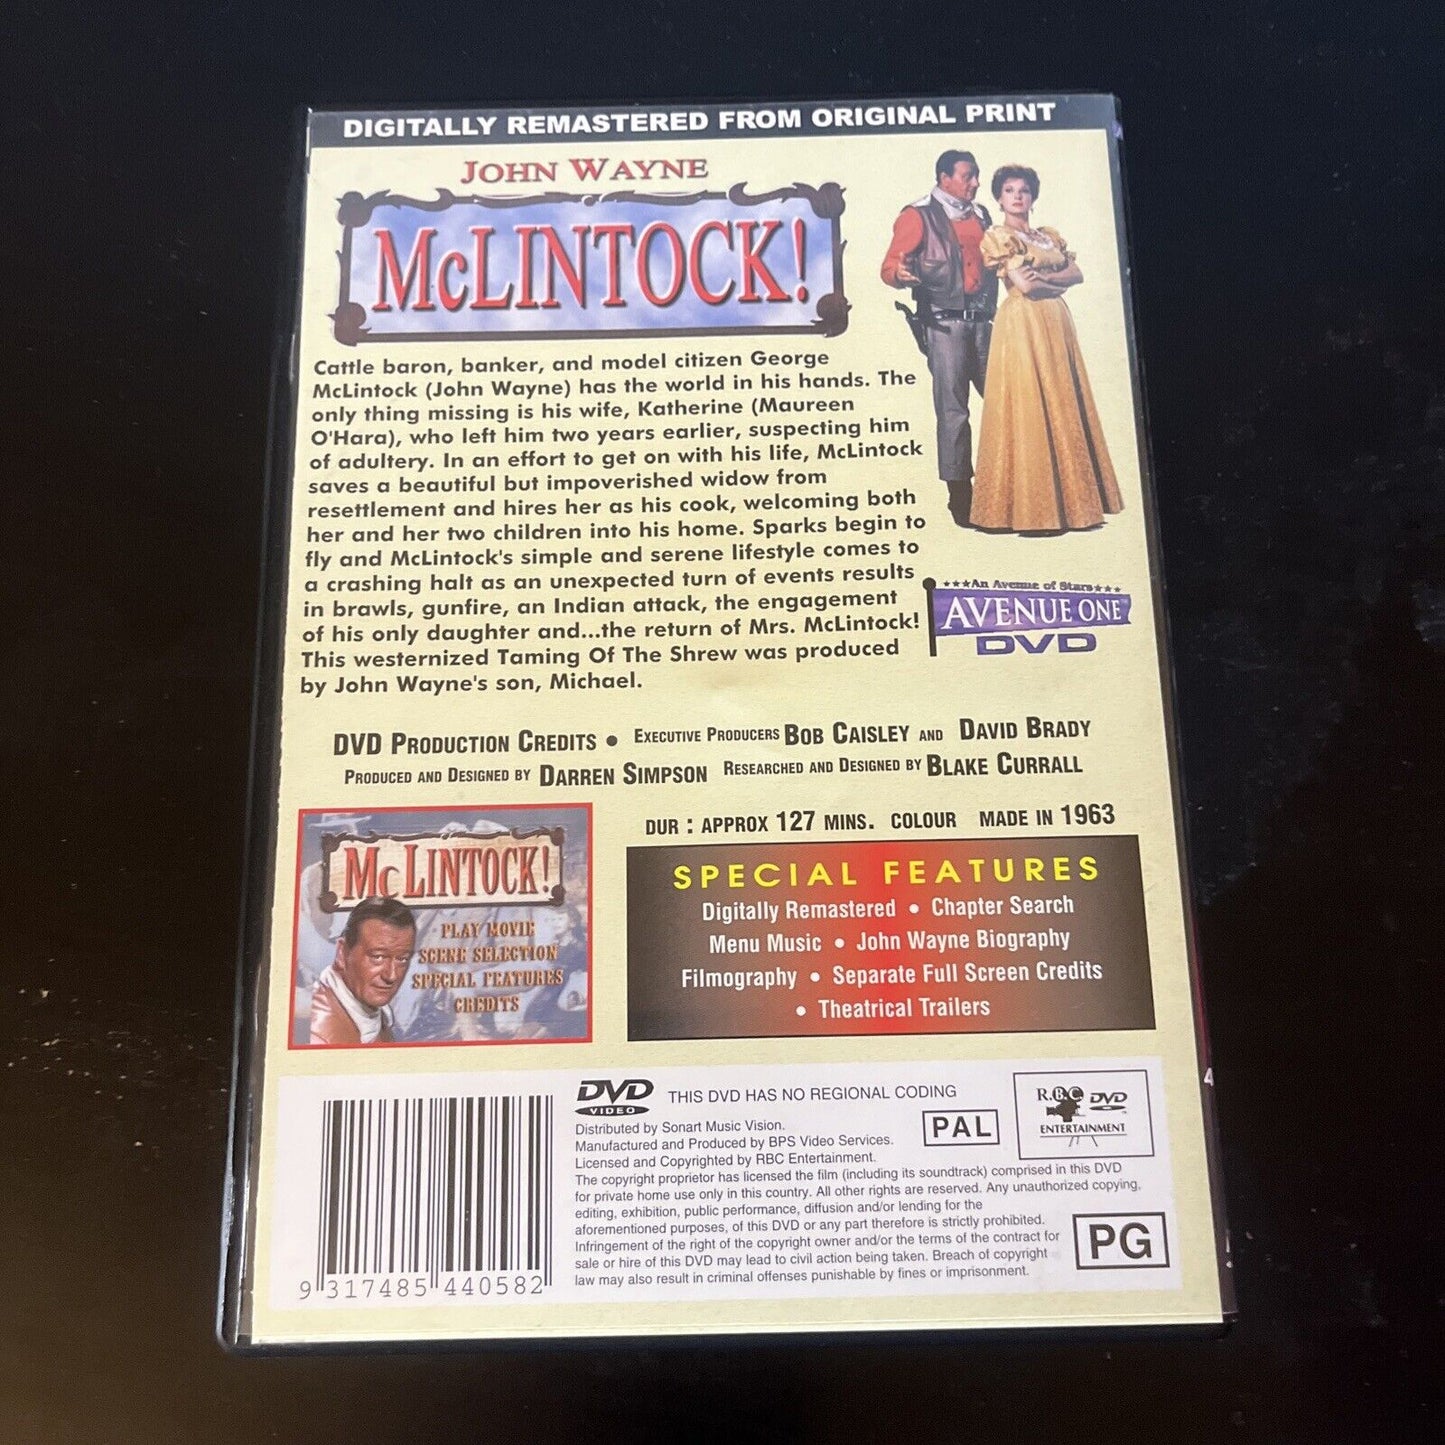 DIGITALLY REMASTERED FROM ORIGINAL PRINT
JOHN WAYNE
McLINTOCK!
Cattle baron, banker, and model citizen George
McLintock (John Wayne) has the world in his hands. The
only thing missing is his wife, Katherine (Maureen
O'Hara), who left him two years earlier, suspecting him
of adultery. In an effort to get on with his life, McLintock
saves a beautiful but impoverished widow from
resettlement and hires her as his cook, welcoming both
her and her two children into his home. Sparks begin to
fly and McLintock's simple and serene lifestyle comes to
a crashing halt as an unexpected turn of events results
in brawls, gunfire, an Indian attack, the engagement
of his only daughter and...the return of Mrs. McLintock!
This westernized Taming Of The Shrew was produced
by John Wayne's son, Michael.
★★★An Avenue of Stars★★★
AVENUE ONE
DVD
DVD PRODUCTION CREDITS • EXECUTIVE PRODUCERS BOB CAISLEY AND DAVID BRADY
PRODUCED AND DESIGNED BY DARREN SIMPSON RESEARCHED AND DESIGNED BY BLAKE CURRALL
McLINTOCK!
PLAY MOVIE
SCENE SELECTION
SPECIAL FEATURES
CREDITS
DUR : APPROX 127 MINS. COLOUR MADE IN 1963
SPECIAL FEATURES
Digitally Remastered • Chapter Search
Menu Music • John Wayne Biography
Filmography • Separate Full Screen Credits
• Theatrical Trailers
9 317485 440582
DVD VIDEO THIS DVD HAS NO REGIONAL CODING
Distributed by Sonart Music Vision.
Manufactured and Produced by BPS Video Services.
Licensed and Copyrighted by RBC Entertainment.
The copyright proprietor has licensed the film (including its soundtrack) comprised in this DVD
for private home use only in this country. All other rights are reserved. Any unauthorized copying,
editing, exhibition, public performance, diffusion and/or lending for the
aforementioned purposes, of this DVD or any part therefore is strictly prohibited.
Infringement of the right of the copyright owner and/or the terms of the contract for
sale or hire of this DVD may lead to civil action being taken. Breach of copyright
law may also result in criminal offenses punishable by fines or imprisonment.
PAL
R.B.C DVD
ENTERTAINMENT
PG
4